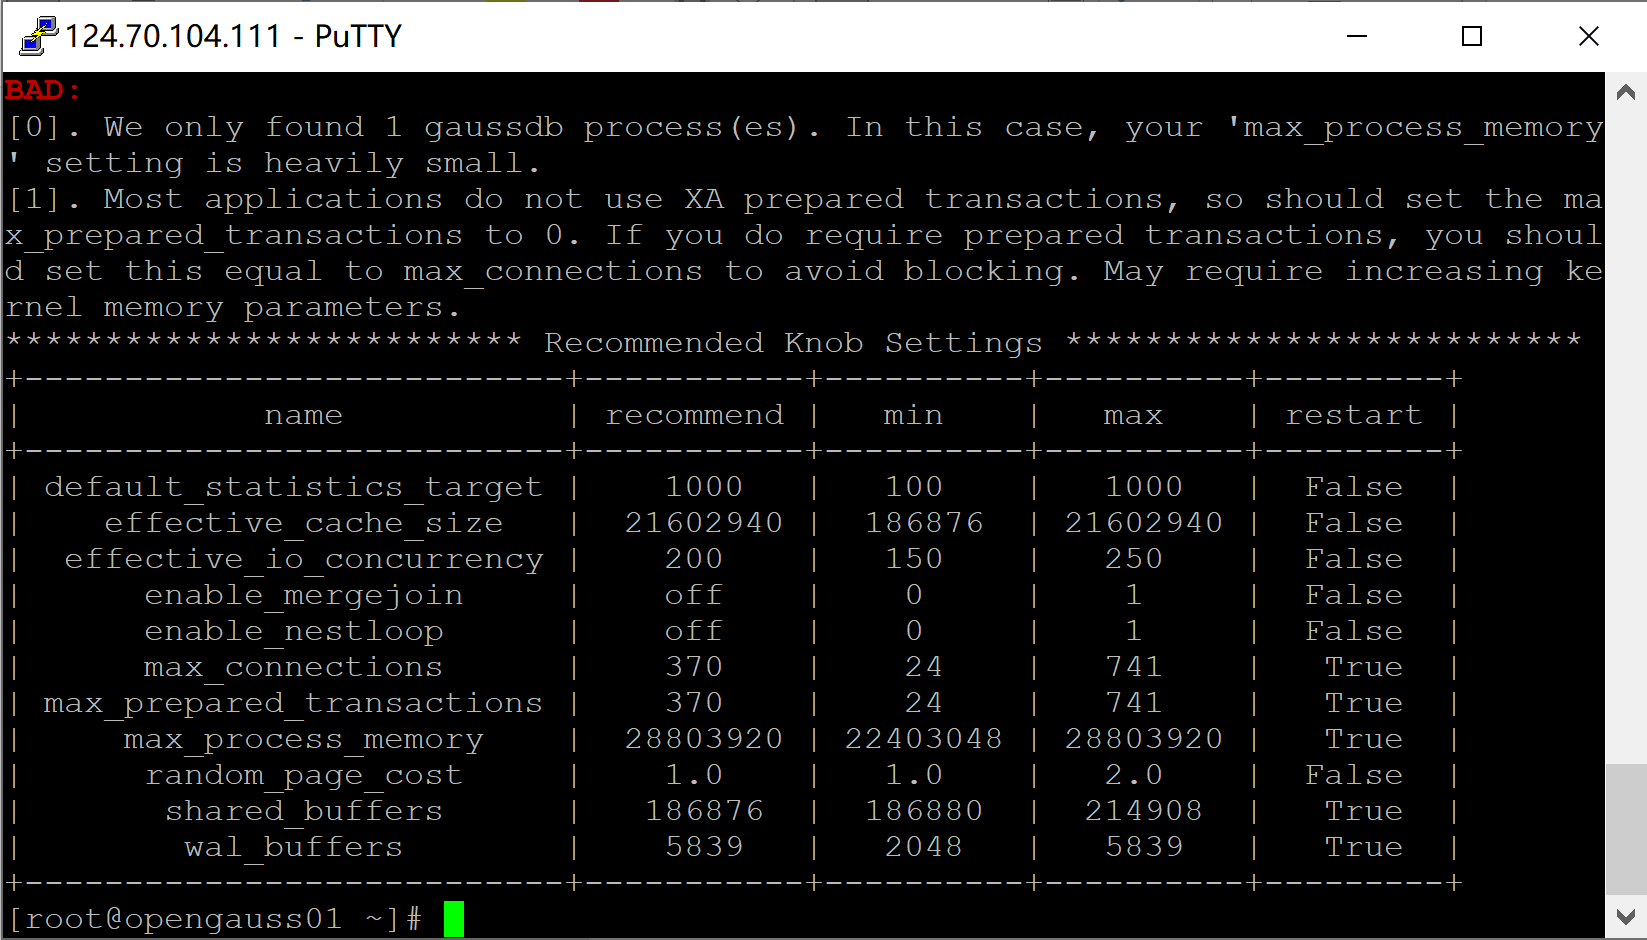 124.70.104.111 - PuTTY
BAD:
[0]. We only found 1 gaussdb process(es). In this case, your 'max_process_memory
' setting is heavily small.
[1]. Most applications do not use XA prepared transactions, so should set the ma
x_prepared_transactions to 0. If you do require prepared transactions, you shoul
d set this equal to max_connections to avoid blocking. May require increasing ke
rnel memory parameters.
************************** Recommended Knob Settings **************************
+---------------------------+-----------+----------+----------+---------+
|            name           | recommend |   min    |   max    | restart |
+---------------------------+-----------+----------+----------+---------+
| default_statistics_target |    1000   |   100    |   1000   |  False  |
|    effective_cache_size   |  21602940 |  186876  | 21602940 |  False  |
|  effective_io_concurrency |    200    |   150    |   250    |  False  |
|      enable_mergejoin     |    off    |    0     |    1     |  False  |
|      enable_nestloop      |    off    |    0     |    1     |  False  |
|      max_connections      |    370    |    24    |   741    |   True  |
| max_prepared_transactions |    370    |    24    |   741    |   True  |
|     max_process_memory    |  28803920 | 22403048 | 28803920 |   True  |
|      random_page_cost     |    1.0    |   1.0    |   2.0    |  False  |
|       shared_buffers      |   186876  |  186880  |  214908  |   True  |
|        wal_buffers        |    5839   |   2048   |   5839   |   True  |
+---------------------------+-----------+----------+----------+---------+
[root@opengauss01 ~]#